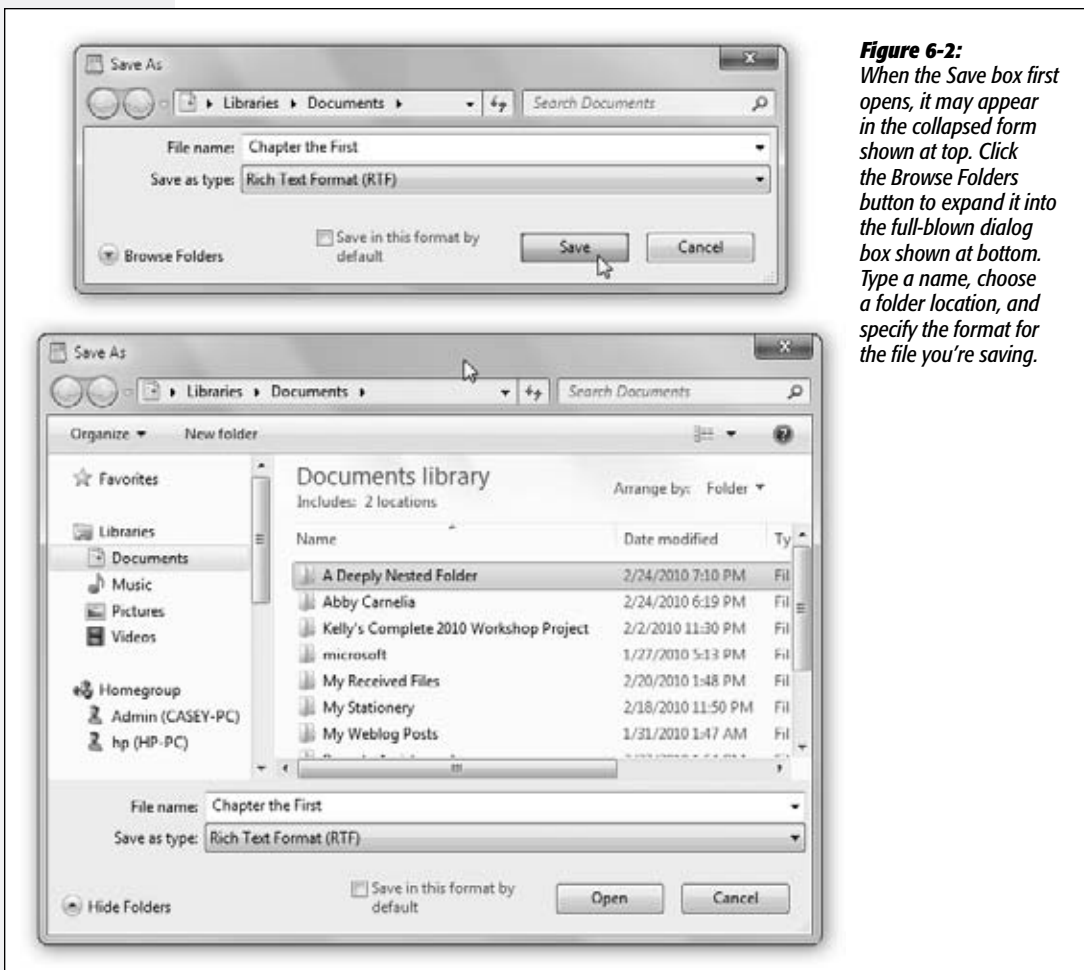 Save As
Libraries Documents
Search Documents
File name: Chapter the First
Save as type: Rich Text Format (RTF)
Save in this format by
default
Browse Folders
Save
Cancel
Save As
Libraries Documents
Search Documents
Organize
New folder
Favorites
Libraries
Documents
Music
Pictures
Videos
Homegroup
Admin (CASEY-PC)
hp (HP-PC)
Documents library
Includes: 2 locations
Arrange by: Folder
Name Date modified Ty
A Deeply Nested Folder 2/24/2010 7:10 PM Fil
Abby Carnelia 2/24/2010 6:19 PM Fil
Kelly's Complete 2010 Workshop Project 2/2/2010 11:30 PM Fil
microsoft 1/27/2010 5:13 PM Fil
My Received Files 2/20/2010 1:48 PM Fil
My Stationery 2/18/2010 11:50 PM Fil
My Weblog Posts 1/31/2010 1:47 AM Fil
File name: Chapter the First
Save as type: Rich Text Format (RTF)
Save in this format by
default
Hide Folders
Open
Cancel
Figure 6-2:
When the Save box first
opens, it may appear
in the collapsed form
shown at top. Click
the Browse Folders
button to expand it into
the full-blown dialog
box shown at bottom.
Type a name, choose
a folder location, and
specify the format for
the file you're saving.